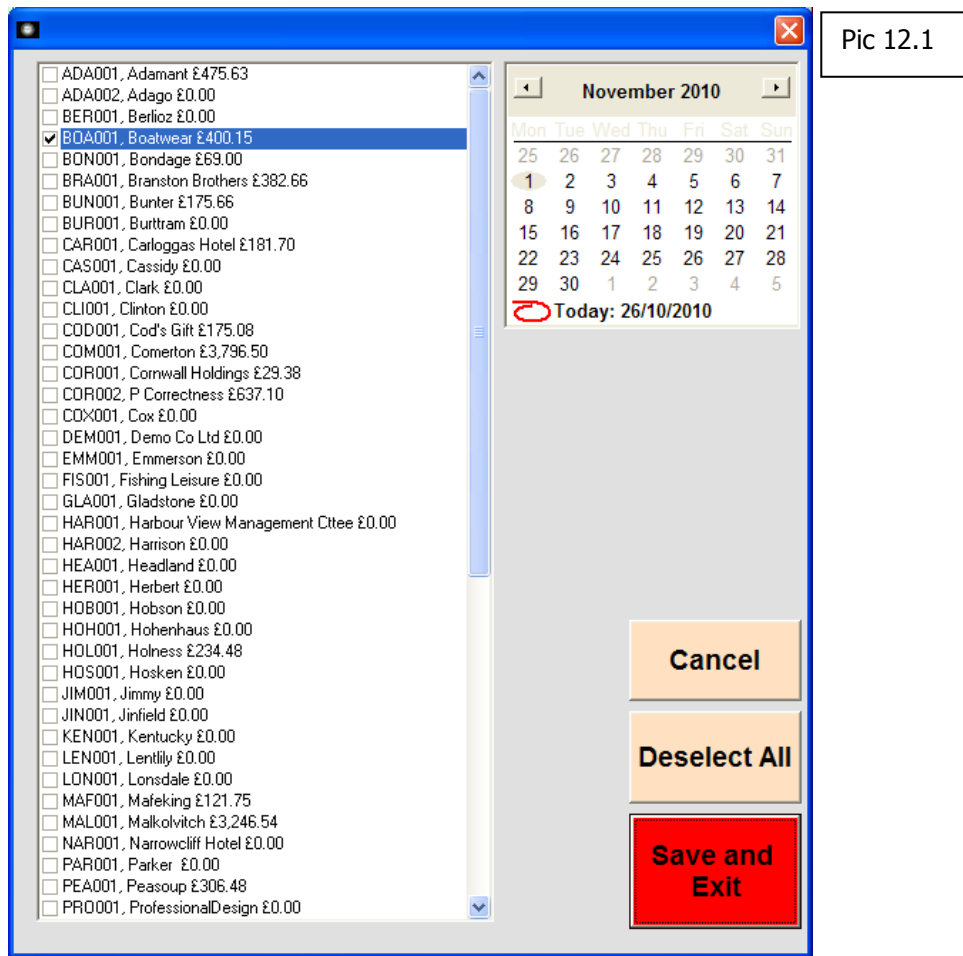 Pic 12.1
ADA001, Adamant £475.63
ADA002, Adago £0.00
BER001, Berlioz £0.00
BOA001, Boatwear £400.15
BON001, Bondage £69.00
BRA001, Branston Brothers £382.66
BUN001, Bunter £175.66
BUR001, Burttram £0.00
CAR001, Carloggas Hotel £181.70
CAS001, Cassidy £0.00
CLA001, Clark £0.00
CLI001, Clinton £0.00
COD001, Cod's Gift £175.08
COM001, Comerton £3,796.50
COR001, Cornwall Holdings £29.38
COR002, P Correctness £637.10
COX001, Cox £0.00
DEM001, Demo Co Ltd £0.00
EMM001, Emmerson £0.00
FIS001, Fishing Leisure £0.00
GLA001, Gladstone £0.00
HAR001, Harbour View Management Cttee £0.00
HAR002, Harrison £0.00
HEA001, Headland £0.00
HER001, Herbert £0.00
HOB001, Hobson £0.00
HOH001, Hohenhaus £0.00
HOL001, Holness £234.48
HOS001, Hosken £0.00
JIM001, Jimmy £0.00
JIN001, Jinfield £0.00
KEN001, Kentucky £0.00
LEN001, Lentlily £0.00
LON001, Lonsdale £0.00
MAF001, Mafeking £121.75
MAL001, Malkolvitch £3,246.54
NAR001, Narrowcliff Hotel £0.00
PAR001, Parker £0.00
PEA001, Peasoup £306.48
PRO001, ProfessionalDesign £0.00
November 2010
Mon Tue Wed Thu Fri Sat Sun
25 26 27 28 29 30 31
1 2 3 4 5 6 7
8 9 10 11 12 13 14
15 16 17 18 19 20 21
22 23 24 25 26 27 28
29 30 1 2 3 4 5
Today: 26/10/2010
Cancel
Deselect All
Save and
Exit